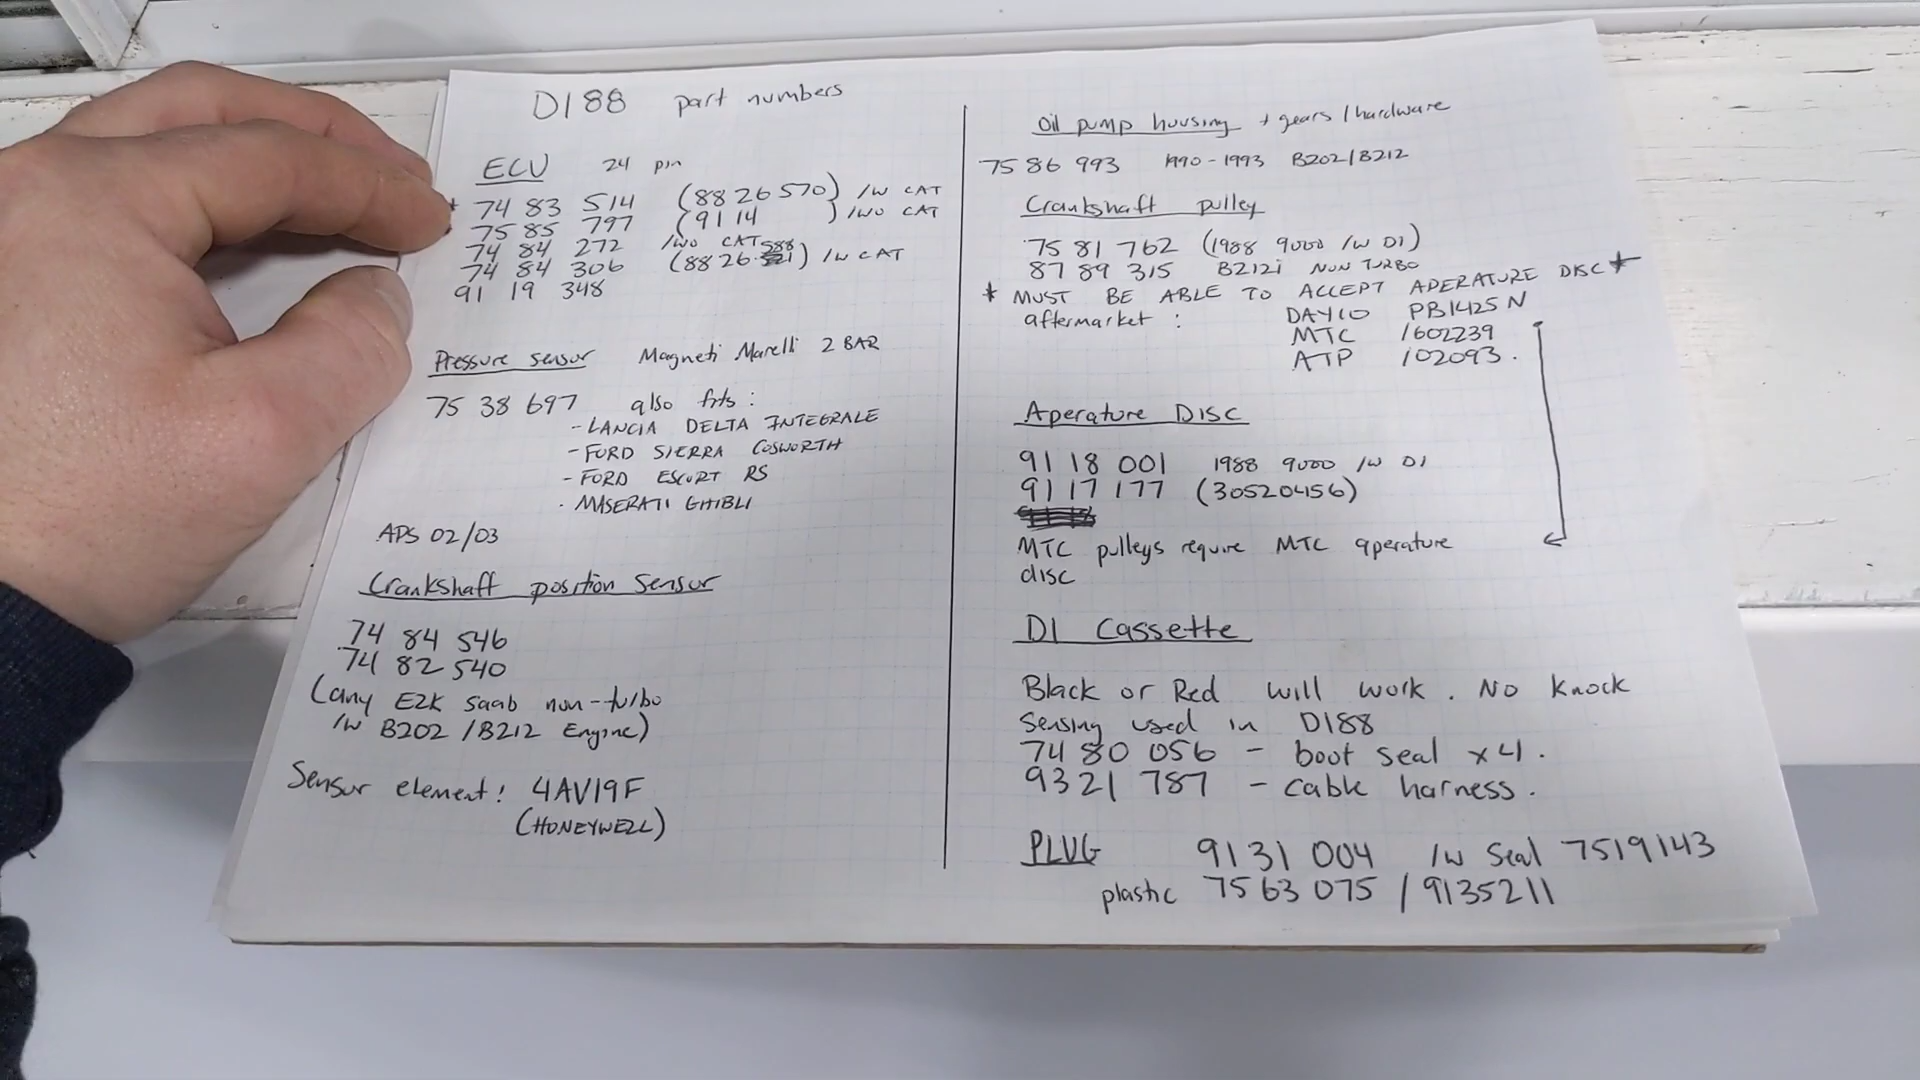 DI88 part numbers
ECU 24 pin
* 74 83 514 (88 26 570) /W CAT
75 85 797 (91 14 ) /WO CAT
74 84 272 /WO CAT
74 84 306 (88 26 588) /W CAT
91 19 348
Pressure sensor Magneti Marelli 2 BAR
75 38 697 also fits:
- LANCIA DELTA INTEGRALE
- FORD SIERRA COSWORTH
- FORD ESCORT RS
- MASERATI GHIBLI
APS 02/03
Crankshaft position Sensor
74 84 546
74 82 540
(any EZK saab non-turbo
/W B202 /B212 Engine)
Sensor element: 4AV19F
(HONEYWELL)
Oil pump housing + gears / hardware
75 86 993 1990-1993 B202/B212
Crankshaft pulley
75 81 762 (1988 9000 /W DI)
87 89 315 B212i NON TURBO
* MUST BE ABLE TO ACCEPT APERATURE DISC *
aftermarket: DAYCO PB1425N
MTC 1602239
ATP 102093.
Aperature DISC
91 18 001 1988 9000 /W DI
91 17 177 (30520456)
MTC pulleys require MTC aperature
disc
DI Cassette
Black or Red will work. No Knock
Sensing used in DI88
74 80 056 - boot seal x4.
93 21 787 - cable harness.
PLUG 91 31 004 /W Seal 7519143
plastic 75 63 075 / 9135211